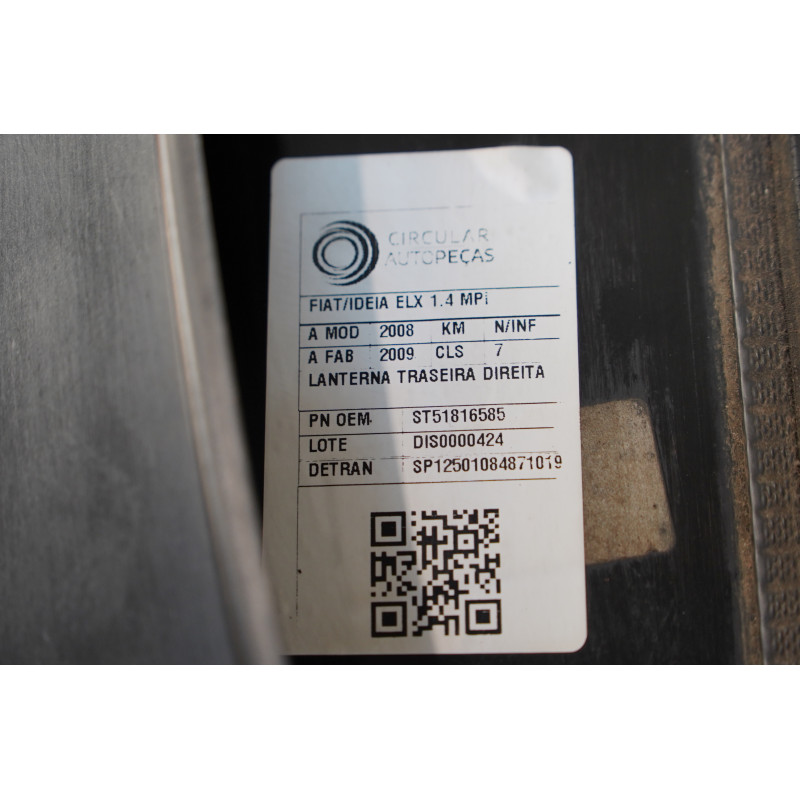 CIRCULAR
AUTOPEÇAS
FIAT/IDEIA ELX 1.4 MPi
A MOD 2008 KM N/INF
A FAB 2009 CLS 7
LANTERNA TRASEIRA DIREITA
PN OEM ST51816585
LOTE DIS0000424
DETRAN SP12501084871019